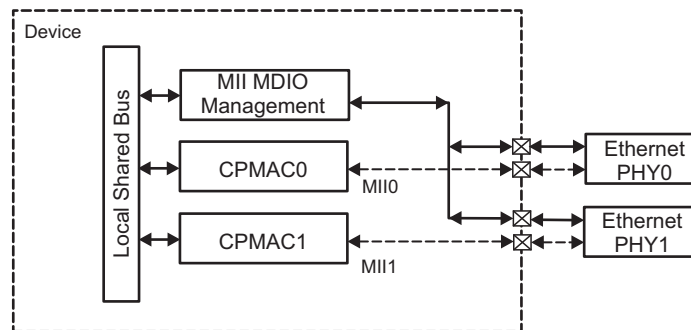 Device
Local Shared Bus
MII MDIO
Management
CPMAC0
MII0
CPMAC1
MII1
Ethernet
PHY0
Ethernet
PHY1